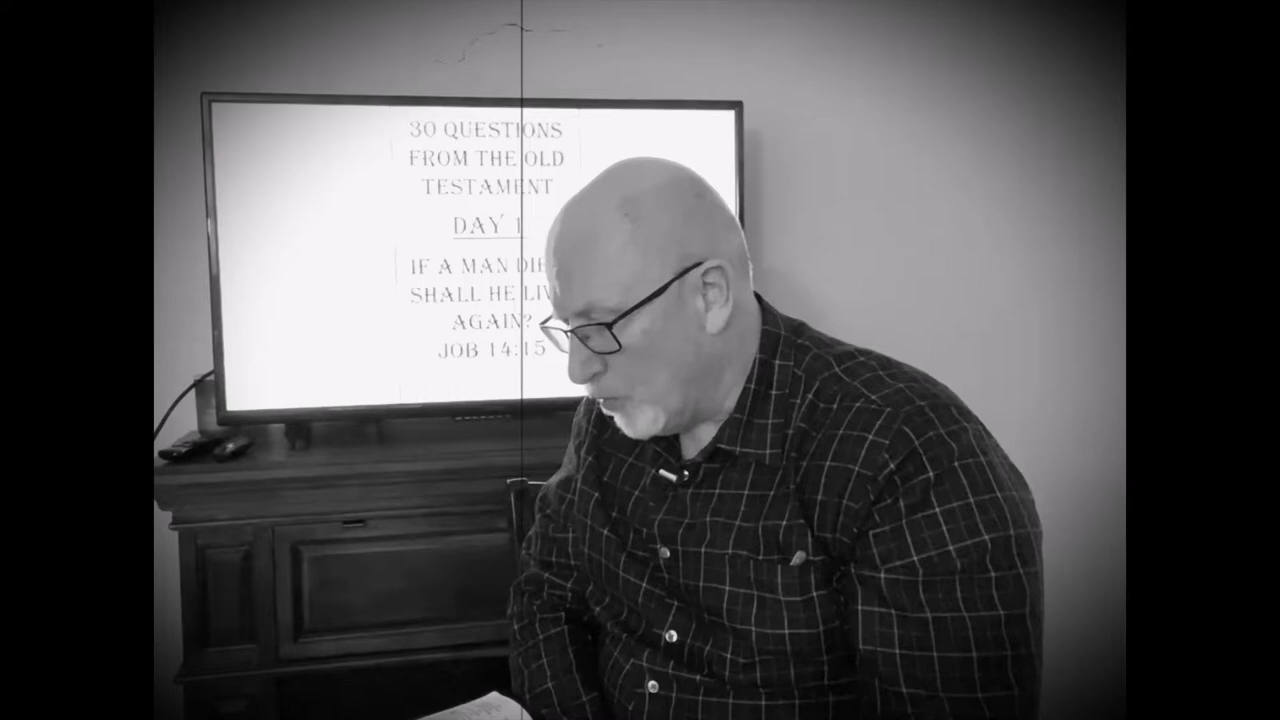 30 QUESTIONS
FROM THE OLD
TESTAMENT
DAY 1
IF A MAN
SHALL HE
AGAIN?
JOB 14:15